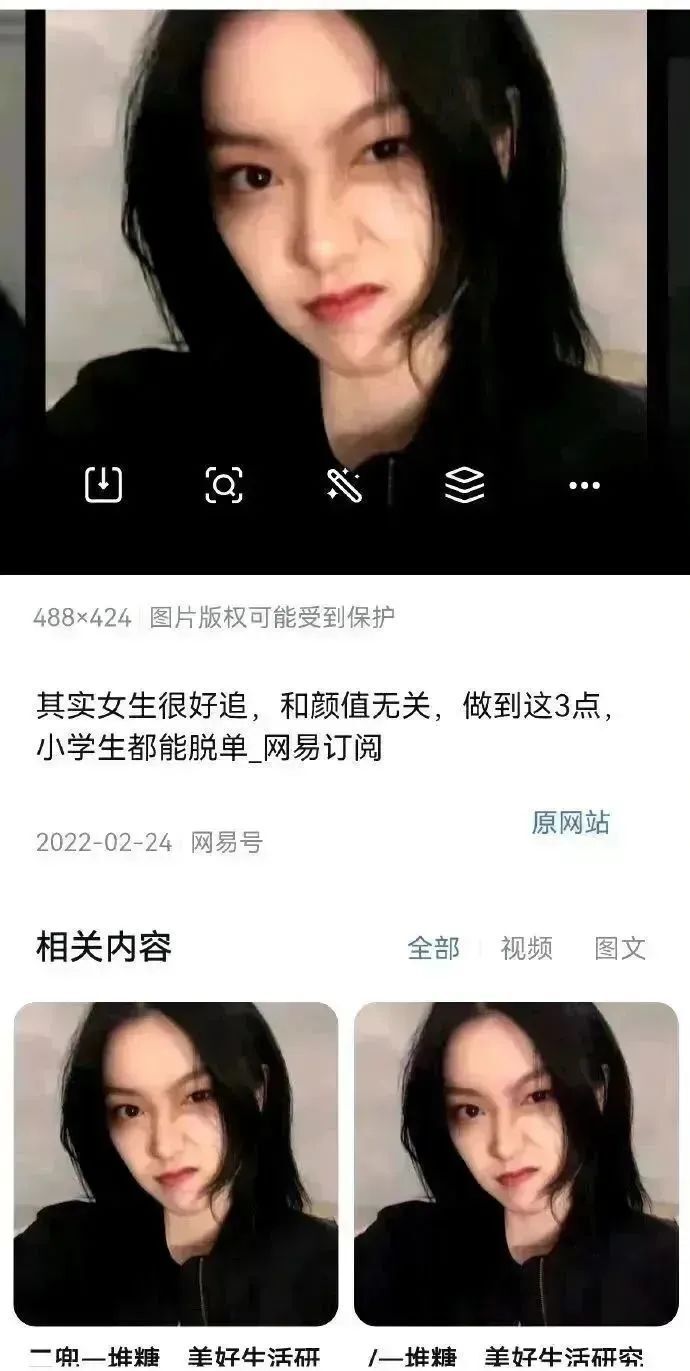 488×424 图片版权可能受到保护
其实女生很好追，和颜值无关，做到这3点，
小学生都能脱单_网易订阅
原网站
2022-02-24 网易号
相关内容 全部 视频 图文
二兜一堆糖 美好生活研
/一堆糖 美好生活研究